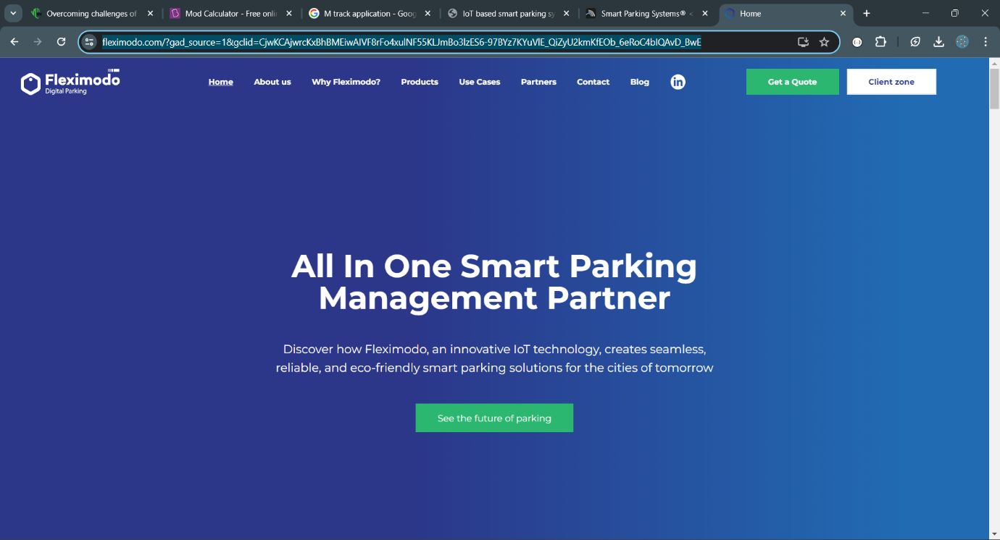 Overcoming challenges of
Mod Calculator - Free onli
M track application - Goog
IoT based smart parking sy
Smart Parking Systems® <
Home
fleximodo.com/?gad_source=1&gclid=
Fleximodo
Digital Parking
Home
About us
Why Fleximodo?
Products
Use Cases
Partners
Contact
Blog
in
Get a Quote
Client zone
All In One Smart Parking
Management Partner
Discover how Fleximodo, an innovative IoT technology, creates seamless,
reliable, and eco-friendly smart parking solutions for the cities of tomorrow
See the future of parking